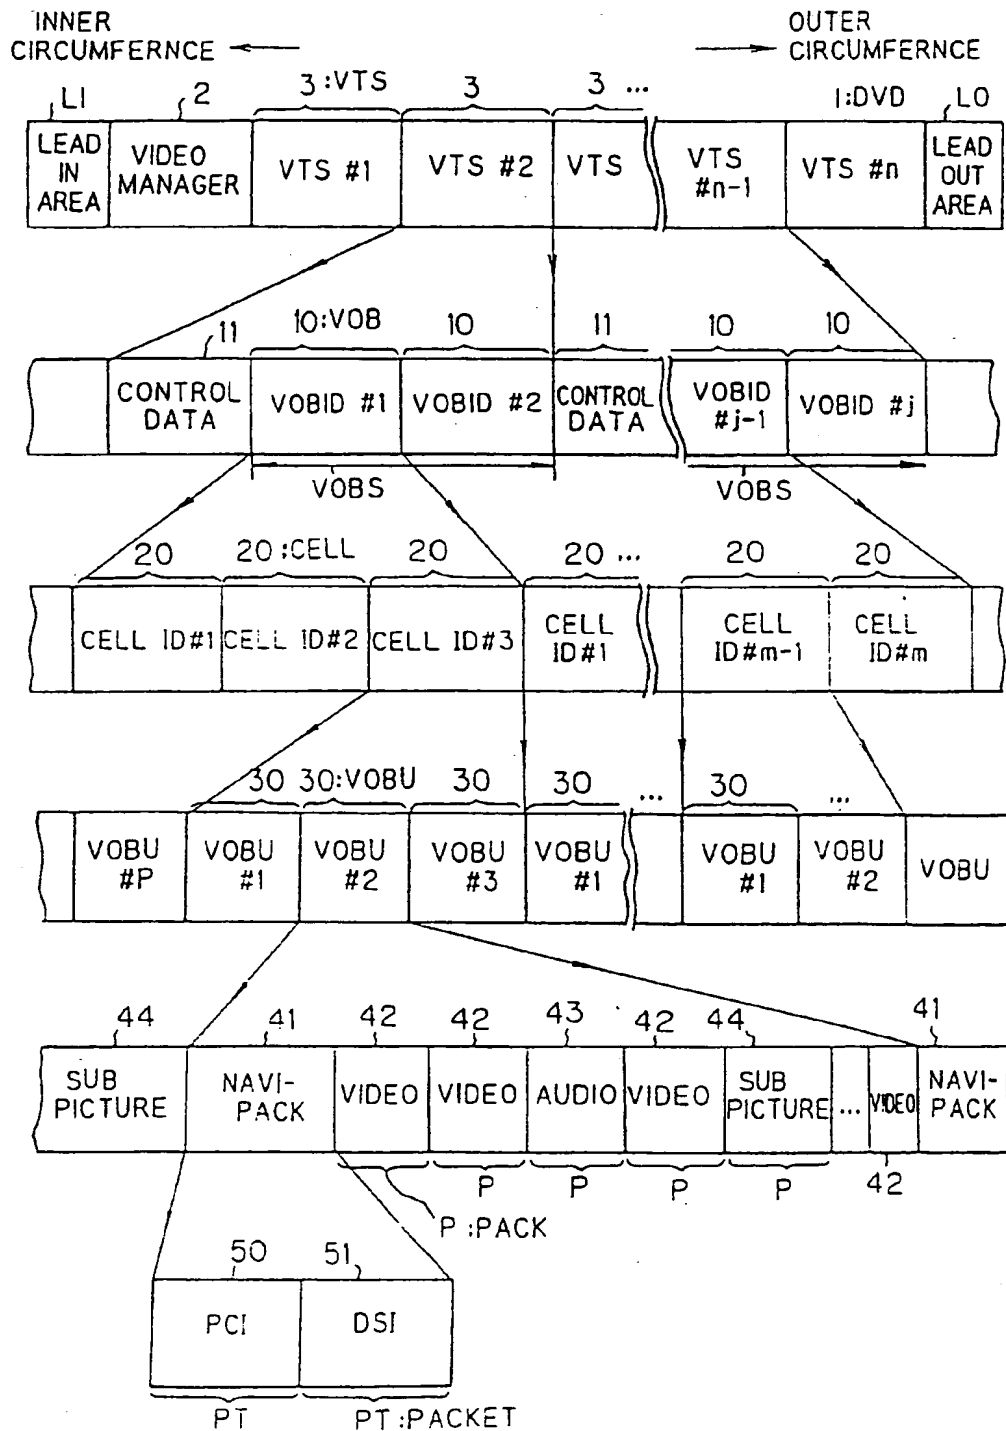 INNER
CIRCUMFERNCE
OUTER
CIRCUMFERNCE
LI 2 3:VTS 3 3 ... 1:DVD LO
LEAD IN AREA
VIDEO MANAGER
VTS #1
VTS #2
VTS
VTS #n-1
VTS #n
LEAD OUT AREA
11 10:VOB 10 11 10 10
CONTROL DATA
VOBID #1
VOBID #2
CONTROL DATA
VOBID #j-1
VOBID #j
VOBS
VOBS
20 20:CELL 20 20 ... 20 20
CELL ID#1
CELL ID#2
CELL ID#3
CELL ID#1
CELL ID#m-1
CELL ID#m
30 30:VOBU 30 30 ... 30 ...
VOBU #P
VOBU #1
VOBU #2
VOBU #3
VOBU #1
VOBU #1
VOBU #2
VOBU
44 41 42 42 43 42 44 41
SUB PICTURE
NAVI-PACK
VIDEO
VIDEO
AUDIO
VIDEO
SUB PICTURE
...
VIDEO
NAVI-PACK
P P P P 42
P:PACK
50 51
PCI
DSI
PT PT:PACKET